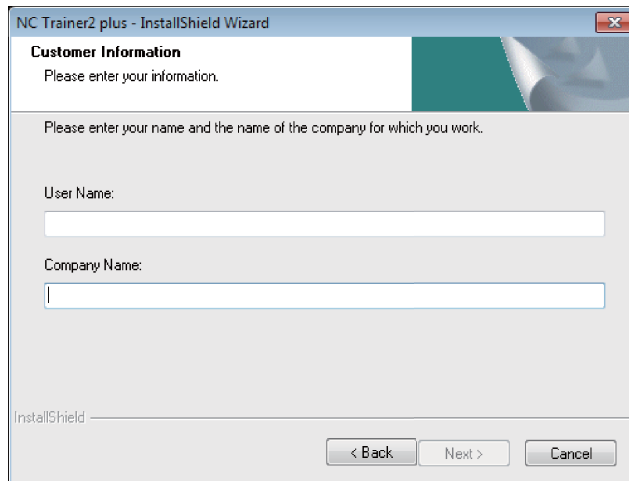 NC Trainer2 plus - InstallShield Wizard
Customer Information
Please enter your information.
Please enter your name and the name of the company for which you work.
User Name:
Company Name:
InstallShield
< Back
Next >
Cancel